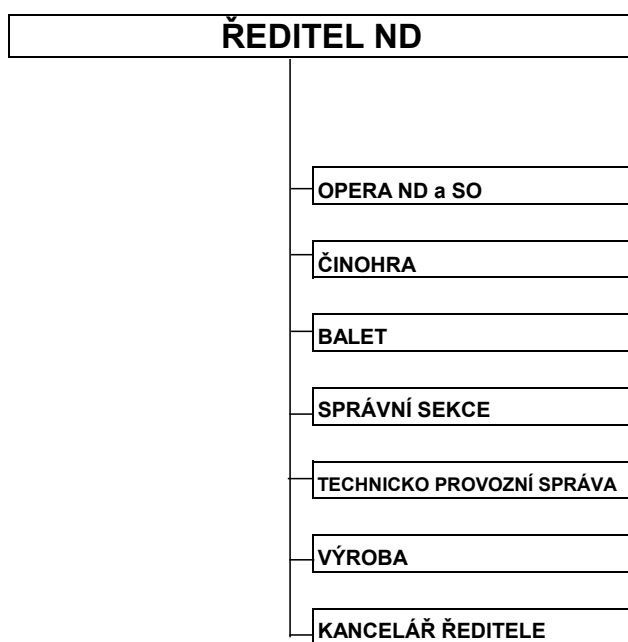 ŘEDITEL ND
OPERA ND a SO
ČINOHRA
BALET
SPRÁVNÍ SEKCE
TECHNICKO PROVOZNÍ SPRÁVA
VÝROBA
KANCELÁŘ ŘEDITELE